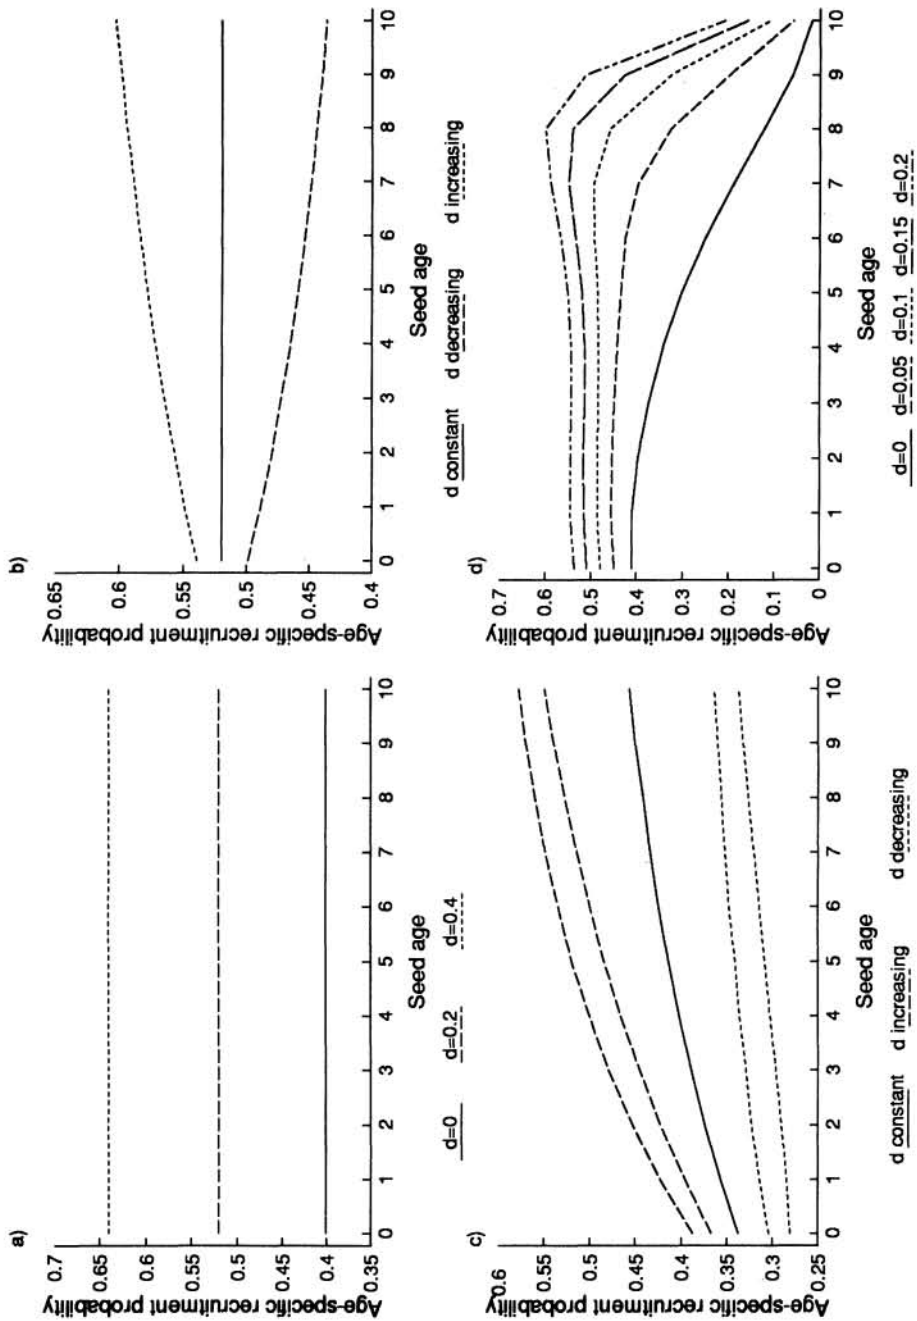 a)
Age-specific recruitment probability
0.7
0.65
0.6
0.55
0.5
0.45
0.4
0.35
0 1 2 3 4 5 6 7 8 9 10
Seed age
d=0 d=0.2 d=0.4
b)
Age-specific recruitment probability
0.65
0.6
0.55
0.5
0.45
0.4
0 1 2 3 4 5 6 7 8 9 10
Seed age
d constant d decreasing d increasing
c)
Age-specific recruitment probability
0.6
0.55
0.5
0.45
0.4
0.35
0.3
0.25
0 1 2 3 4 5 6 7 8 9 10
Seed age
d constant d increasing d decreasing
d)
Age-specific recruitment probability
0.7
0.6
0.5
0.4
0.3
0.2
0.1
0
0 1 2 3 4 5 6 7 8 9 10
Seed age
d=0 d=0.05 d=0.1 d=0.15 d=0.2